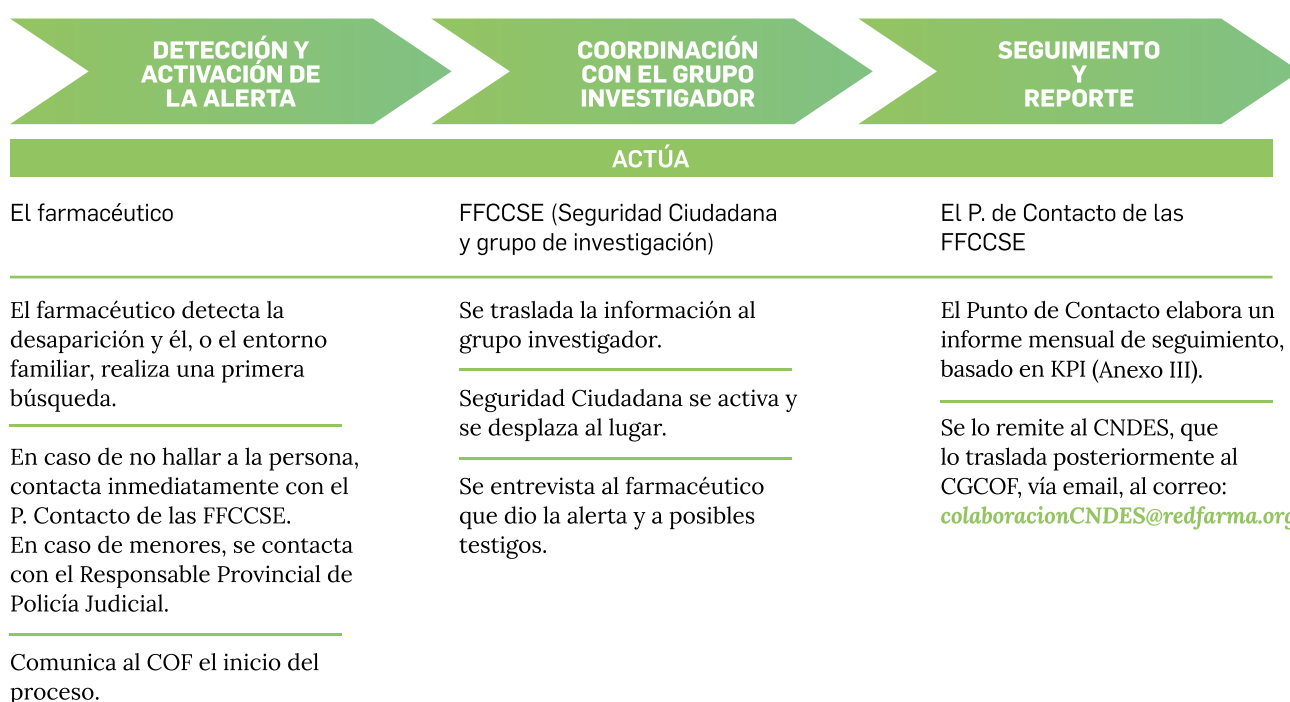 DETECCIÓN Y
ACTIVACIÓN DE
LA ALERTA
COORDINACIÓN
CON EL GRUPO
INVESTIGADOR
SEGUIMIENTO
Y
REPORTE
ACTÚA
El farmacéutico
FFCCSE (Seguridad Ciudadana
y grupo de investigación)
El P. de Contacto de las
FFCCSE
El farmacéutico detecta la
desaparición y él, o el entorno
familiar, realiza una primera
búsqueda.
En caso de no hallar a la persona,
contacta inmediatamente con el
P. Contacto de las FFCCSE.
En caso de menores, se contacta
con el Responsable Provincial de
Policía Judicial.
Comunica al COF el inicio del
proceso.
Se traslada la información al
grupo investigador.
Seguridad Ciudadana se activa y
se desplaza al lugar.
Se entrevista al farmacéutico
que dio la alerta y a posibles
testigos.
El Punto de Contacto elabora un
informe mensual de seguimiento,
basado en KPI (Anexo III).
Se lo remite al CNDES, que
lo traslada posteriormente al
CGCOF, vía email, al correo:
colaboracionCNDES@redfarma.org